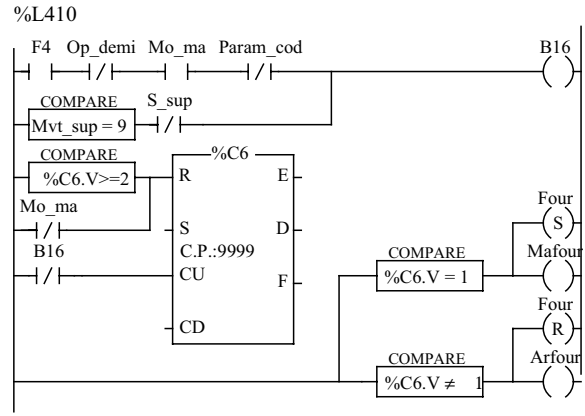 %L410
F4 Op_demi Mo_ma Param_cod B16
COMPARE S_sup
Mvt_sup = 9
COMPARE %C6
%C6.V>=2 R E
Mo_ma Four
S D S
B16 C.P.:9999 COMPARE Mafour
CU F %C6.V = 1
Four
CD R
COMPARE Arfour
%C6.V ≠ 1